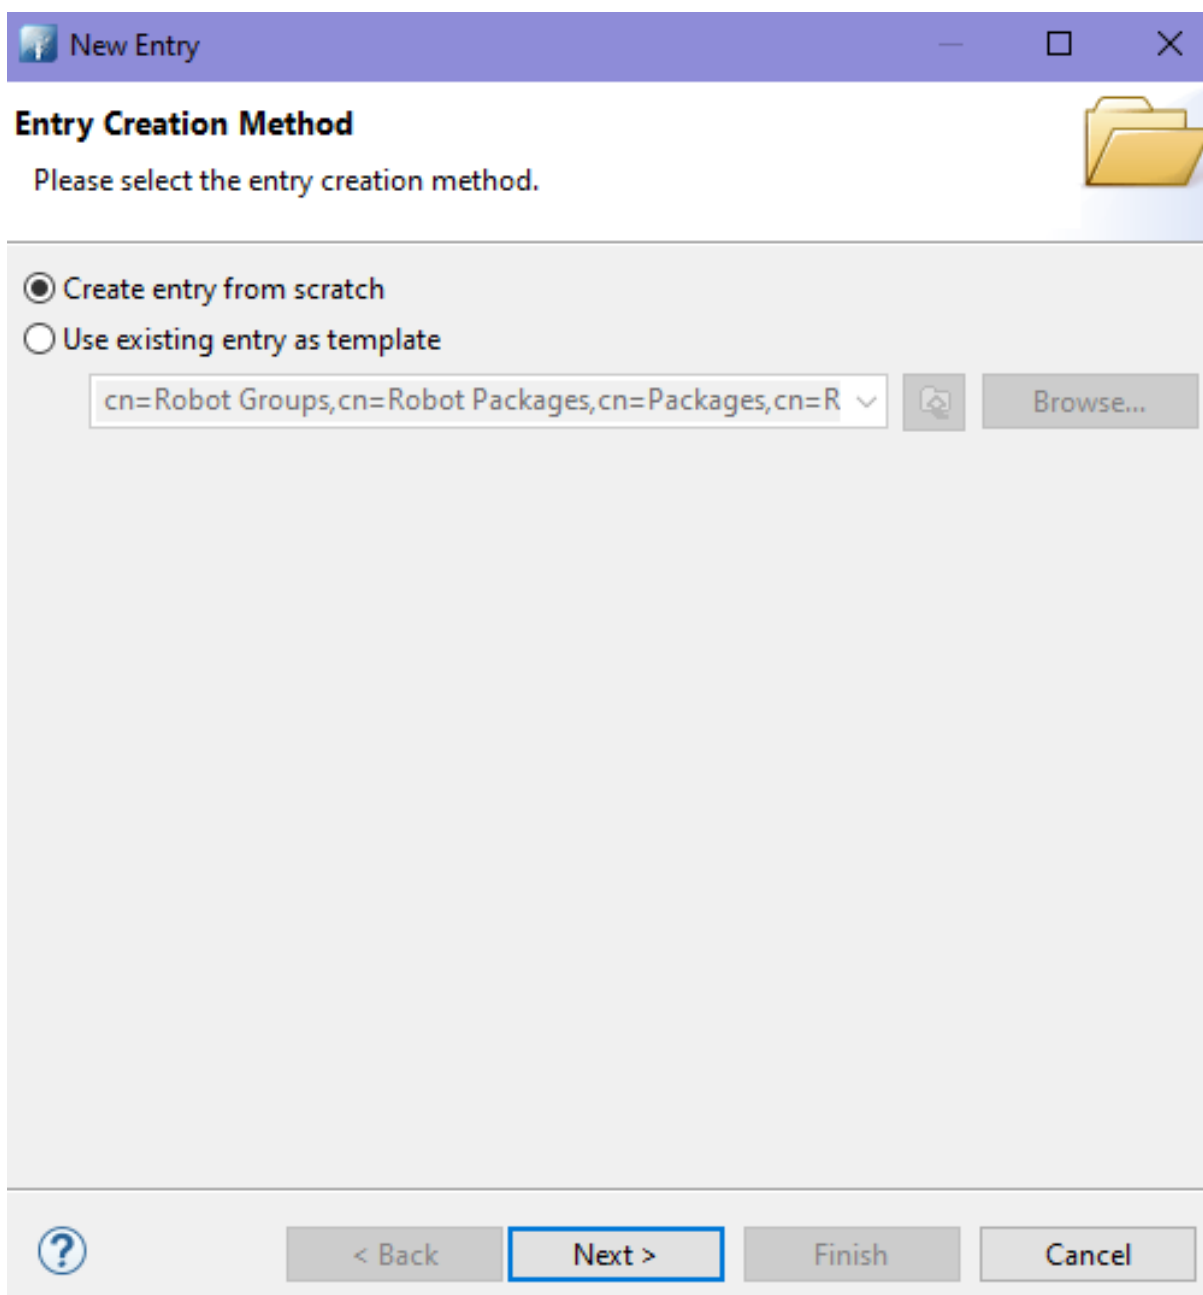 New Entry
Entry Creation Method
Please select the entry creation method.
Create entry from scratch
Use existing entry as template
cn=Robot Groups,cn=Robot Packages,cn=Packages,cn=R
Browse...
?
< Back
Next >
Finish
Cancel